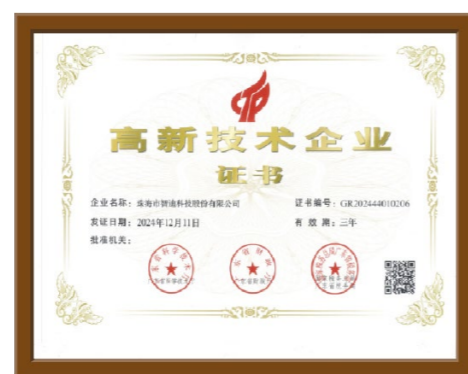 高新技术企业
证书
企业名称：珠海市智迪科技股份有限公司
证书编号：GR202444010206
发证日期：2024年12月11日
有效期：三年
批准机关：